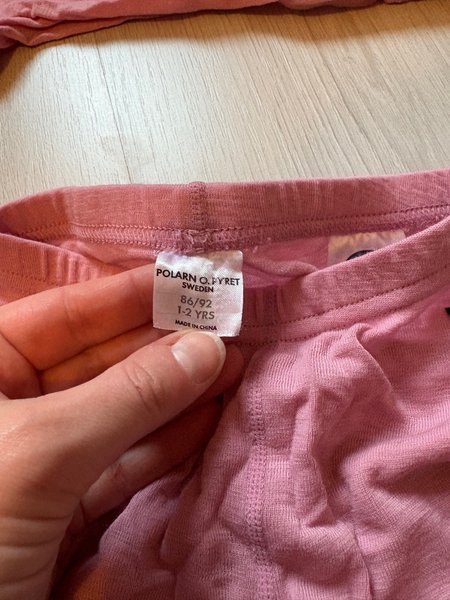 POLARN O. PYRET
SWEDEN
86/92
1-2 YRS
MADE IN CHINA